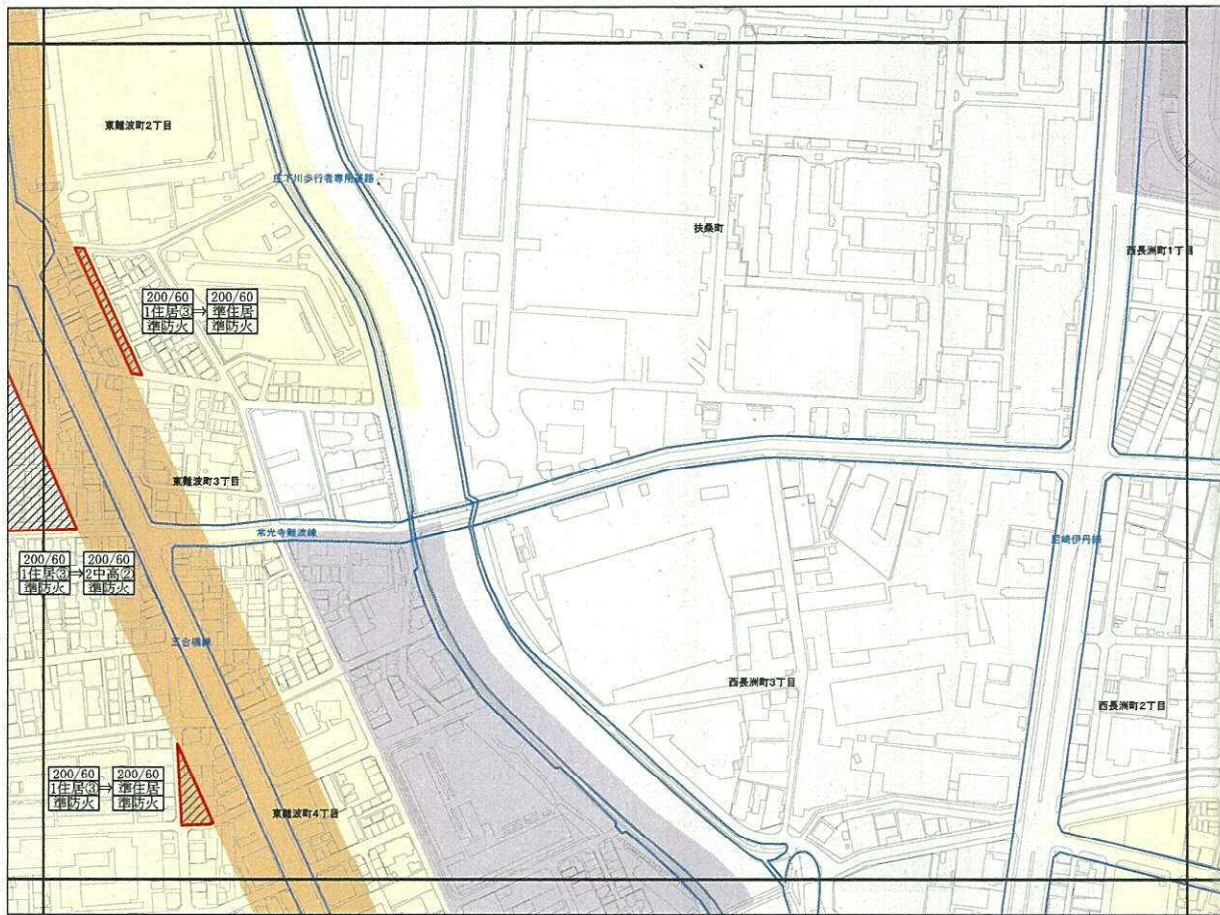 東難波町2丁目
庄下川歩行者専用道路
扶桑町
西長洲町1丁目
200/60
1住居③
準防火
→
200/60
準住居
準防火
東難波町3丁目
常光寺難波線
尼崎伊丹線
200/60
1住居③
準防火
→
200/60
2中高②
準防火
三台橋線
西長洲町3丁目
西長洲町2丁目
200/60
1住居③
準防火
→
200/60
準住居
準防火
東難波町4丁目